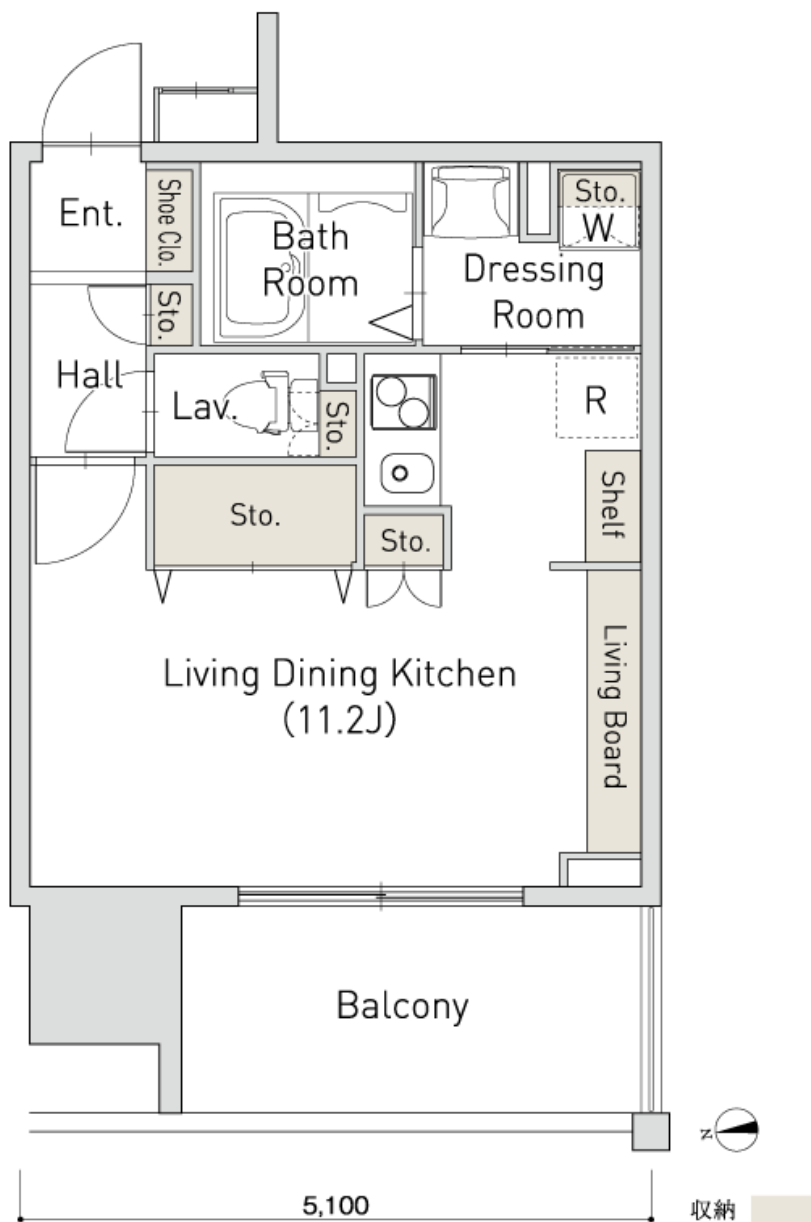 Ent.
Shoe Clo.
Bath
Room
Sto.
W
Dressing
Room
Sto.
Hall
Lav.
Sto.
R
Sto.
Sto.
Shelf
Living Dining Kitchen
(11.2J)
Living Board
Balcony
N
5,100
収納